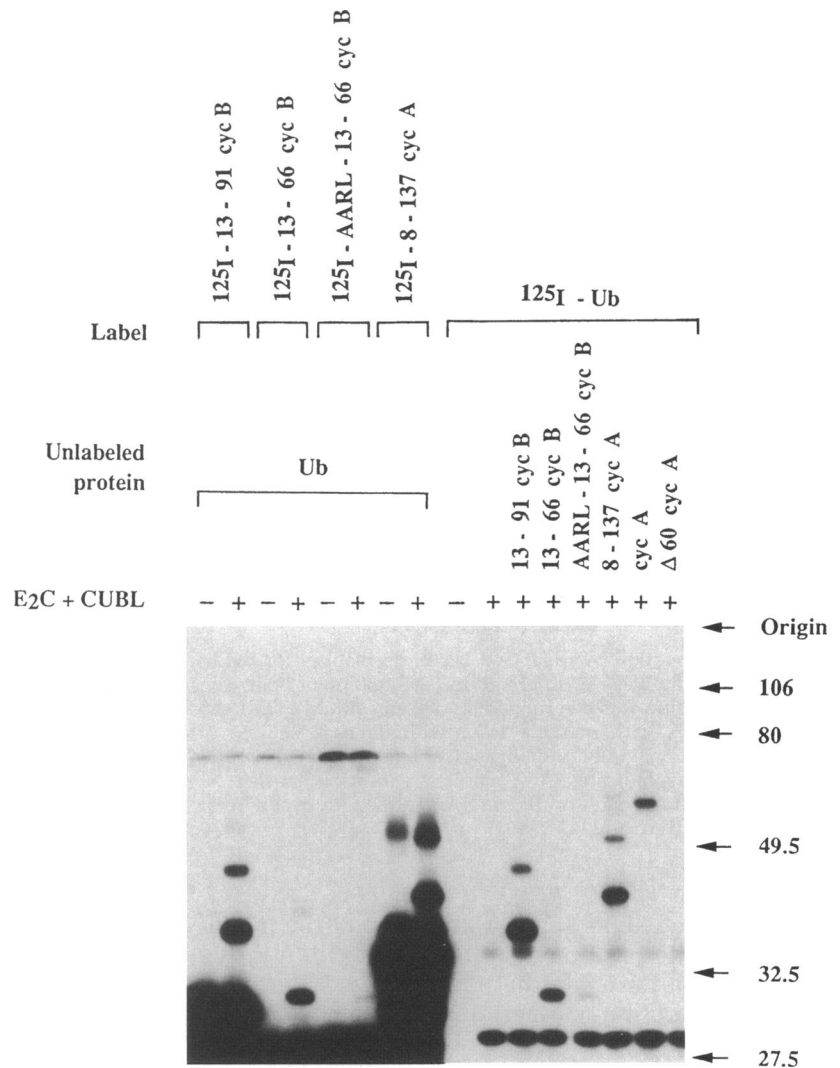 125I - 13 - 91 cyc B
125I - 13 - 66 cyc B
125I - AARL - 13 - 66 cyc B
125I - 8 - 137 cyc A
125I - Ub
Label
13 - 91 cyc B
13 - 66 cyc B
AARL - 13 - 66 cyc B
8 - 137 cyc A
cyc A
Δ60 cyc A
Unlabeled
protein
Ub
E2C + CUBL − + − + − + − + − + + + + + + +
Origin
106
80
49.5
32.5
27.5